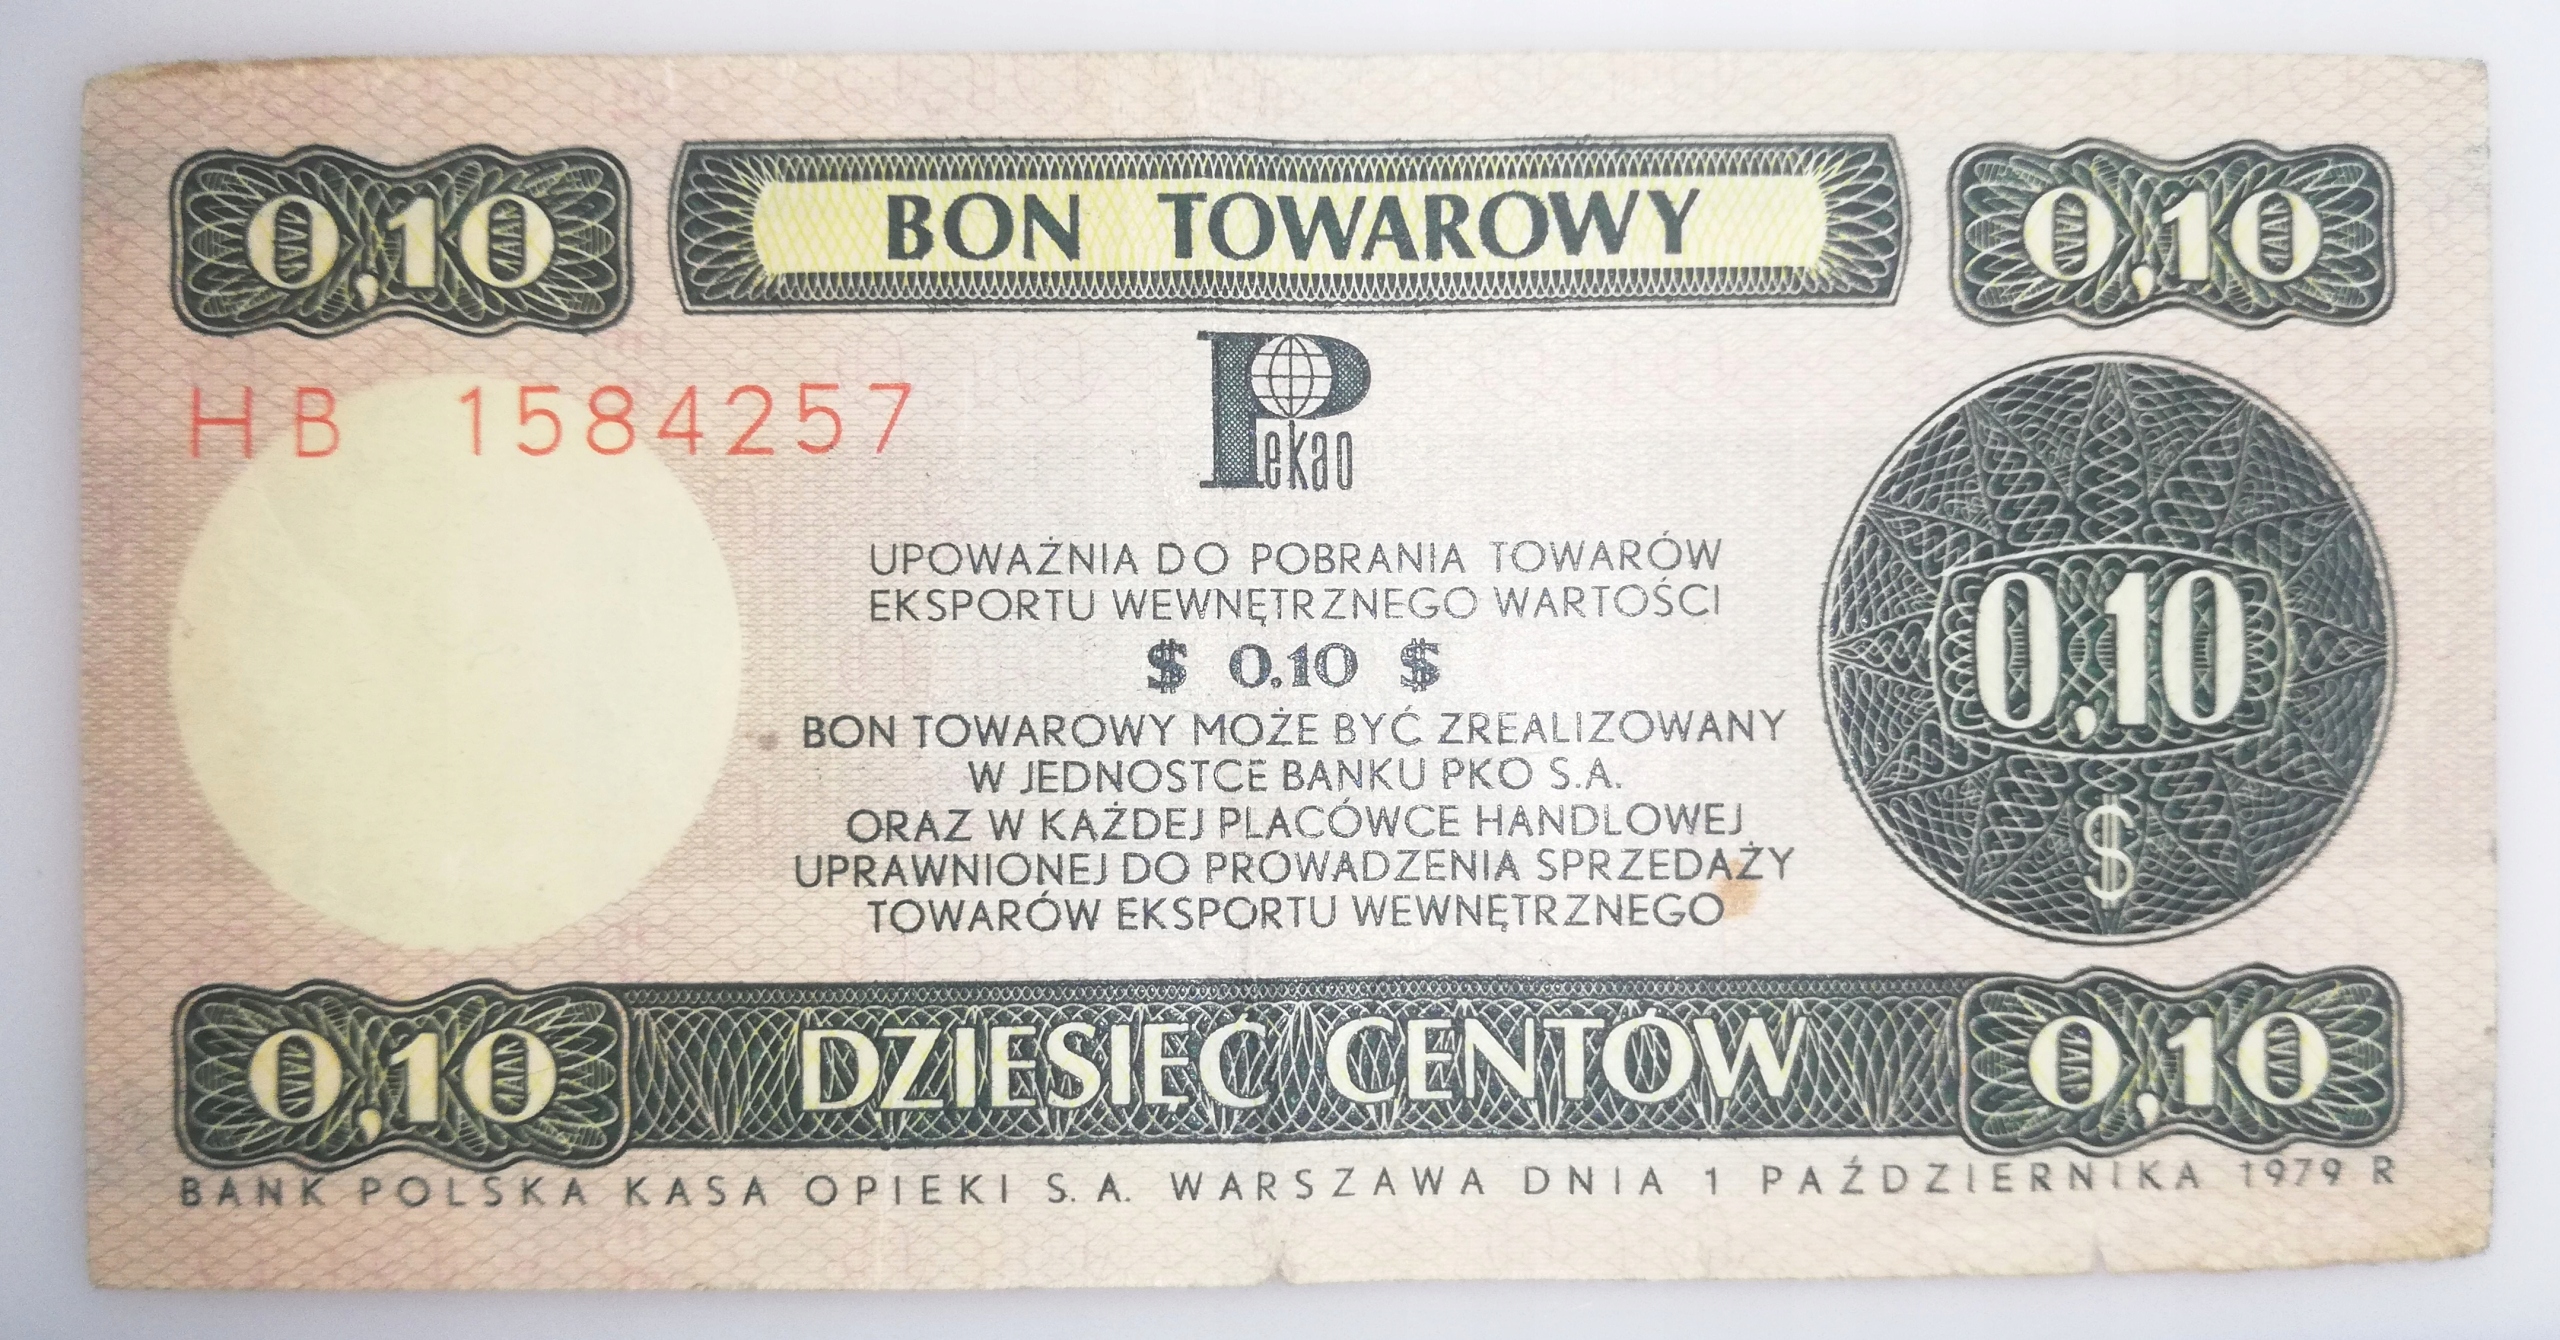 0,10 BON TOWAROWY 0,10
HB 1584257
Pekao
UPOWAŻNIA DO POBRANIA TOWARÓW
EKSPORTU WEWNĘTRZNEGO WARTOŚCI
$ 0.10 $
BON TOWAROWY MOŻE BYĆ ZREALIZOWANY
W JEDNOSTCE BANKU PKO S.A.
ORAZ W KAŻDEJ PLACÓWCE HANDLOWEJ
UPRAWNIONEJ DO PROWADZENIA SPRZEDAŻY
TOWARÓW EKSPORTU WEWNĘTRZNEGO
0,10
$
0,10 DZIESIĘĆ CENTÓW 0,10
BANK POLSKA KASA OPIEKI S.A. WARSZAWA DNIA 1 PAŹDZIERNIKA 1979 R